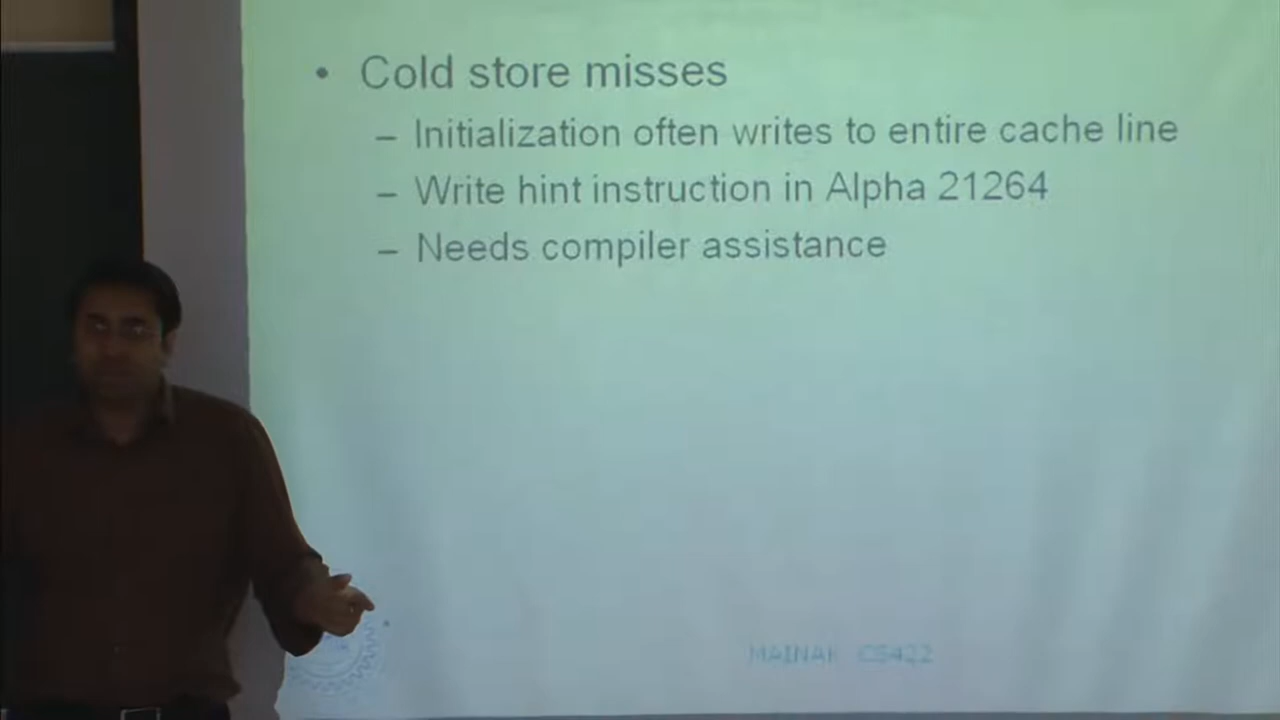 • Cold store misses
– Initialization often writes to entire cache line
– Write hint instruction in Alpha 21264
– Needs compiler assistance
MAINAK CS422